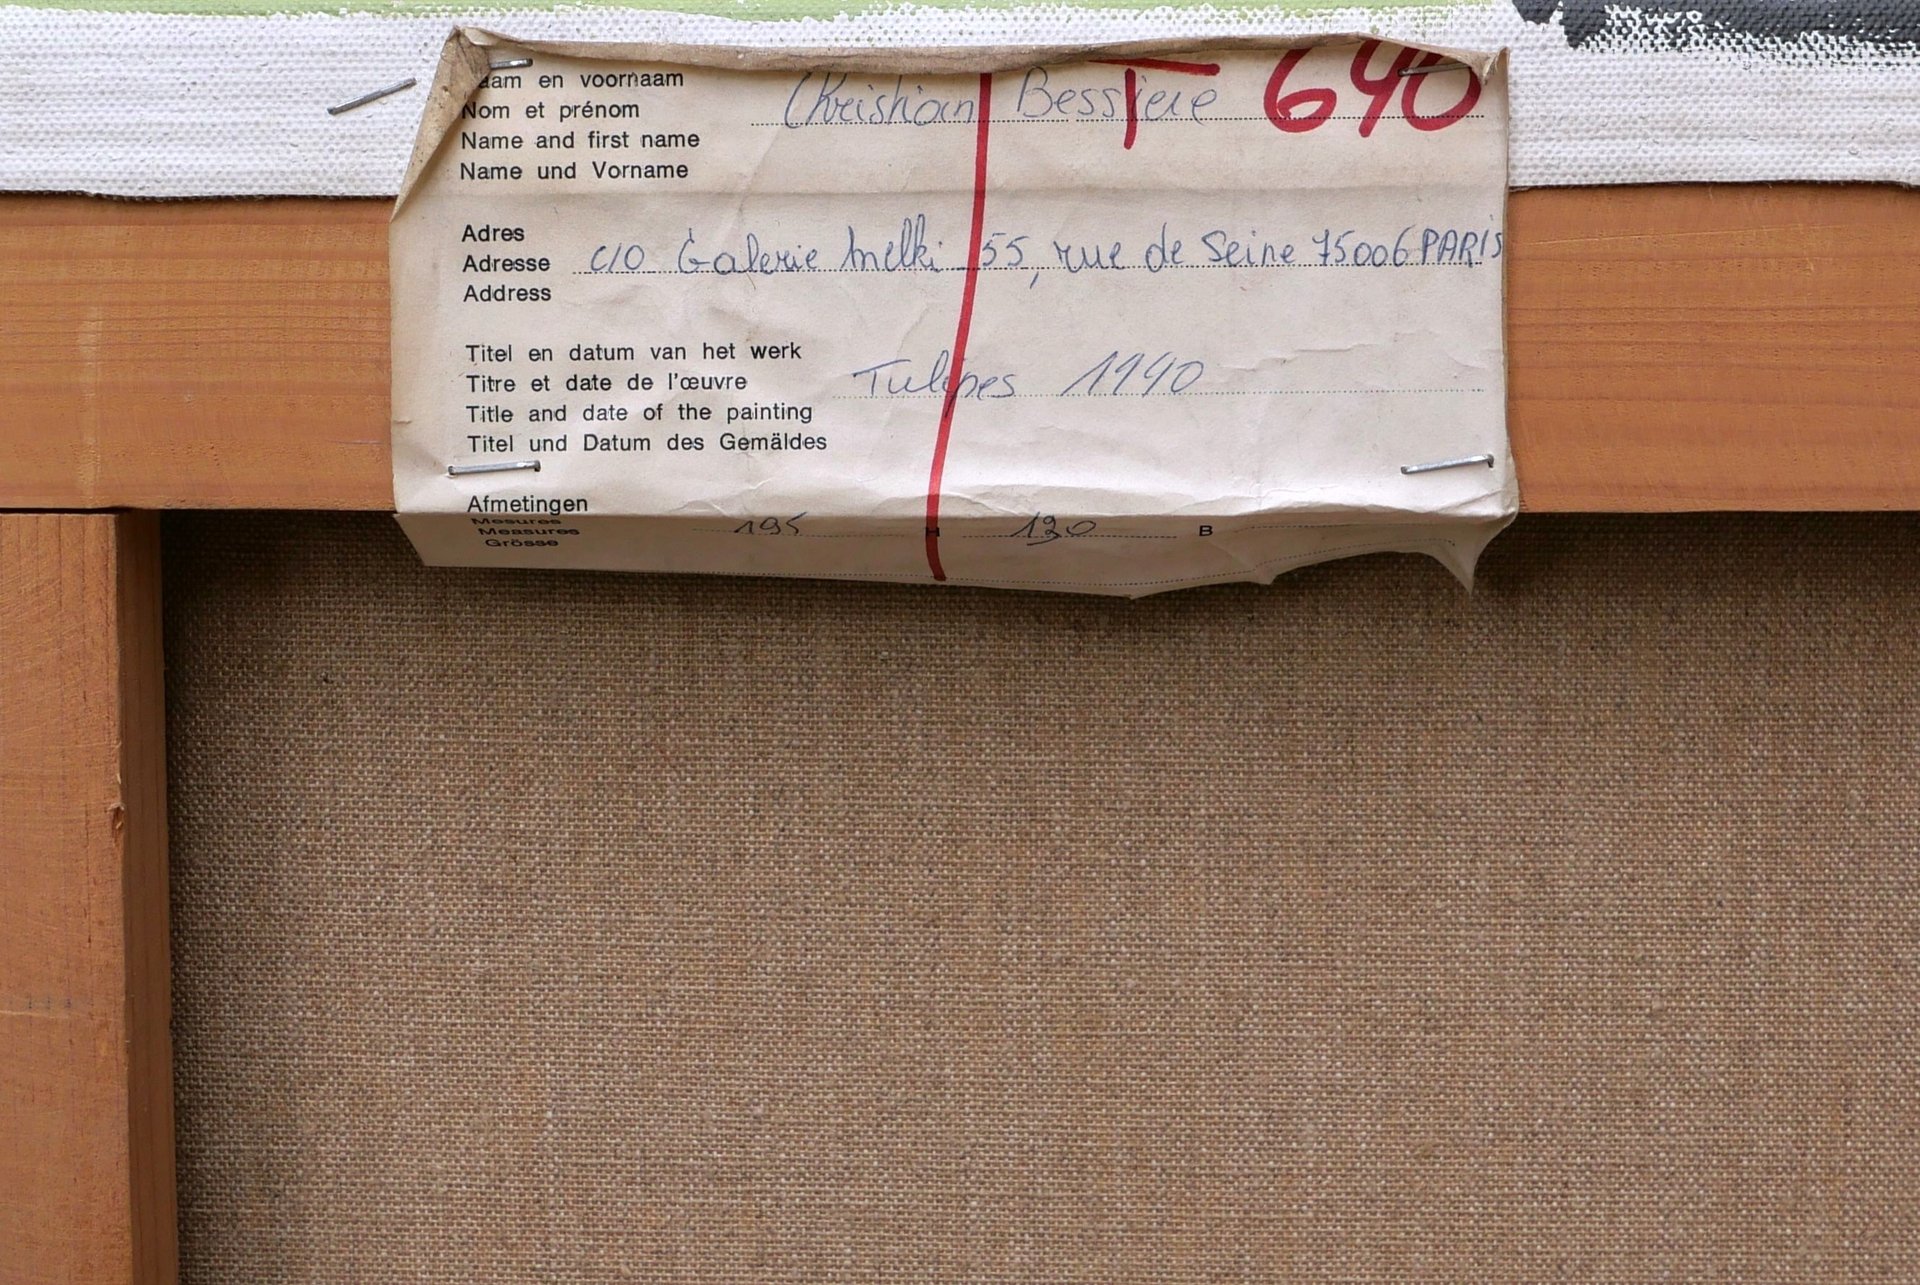 aam en voornaam
Nom et prénom Christian Bessiere T 640
Name and first name
Name und Vorname
Adres
Adresse c/o Galerie Melki 55, rue de Seine 75006 PARIS
Address
Titel en datum van het werk
Titre et date de l'œuvre Tulipes 1990
Title and date of the painting
Titel und Datum des Gemäldes
Afmetingen
Mesures
Measures 195 H 130 B
Grösse